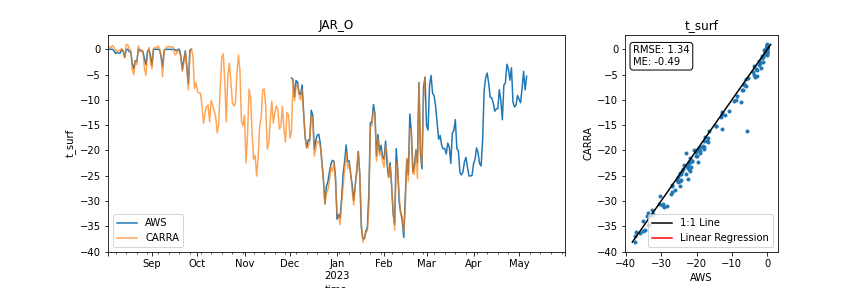 JAR_O
t_surf
0
−5
−10
−15
−20
−25
−30
−35
−40
t_surf
AWS
CARRA
Sep Oct Nov Dec Jan Feb Mar Apr May
2023
time
t_surf
RMSE: 1.34
ME: -0.49
0
−5
−10
−15
−20
−25
−30
−35
−40
CARRA
1:1 Line
Linear Regression
−40 −30 −20 −10 0
AWS